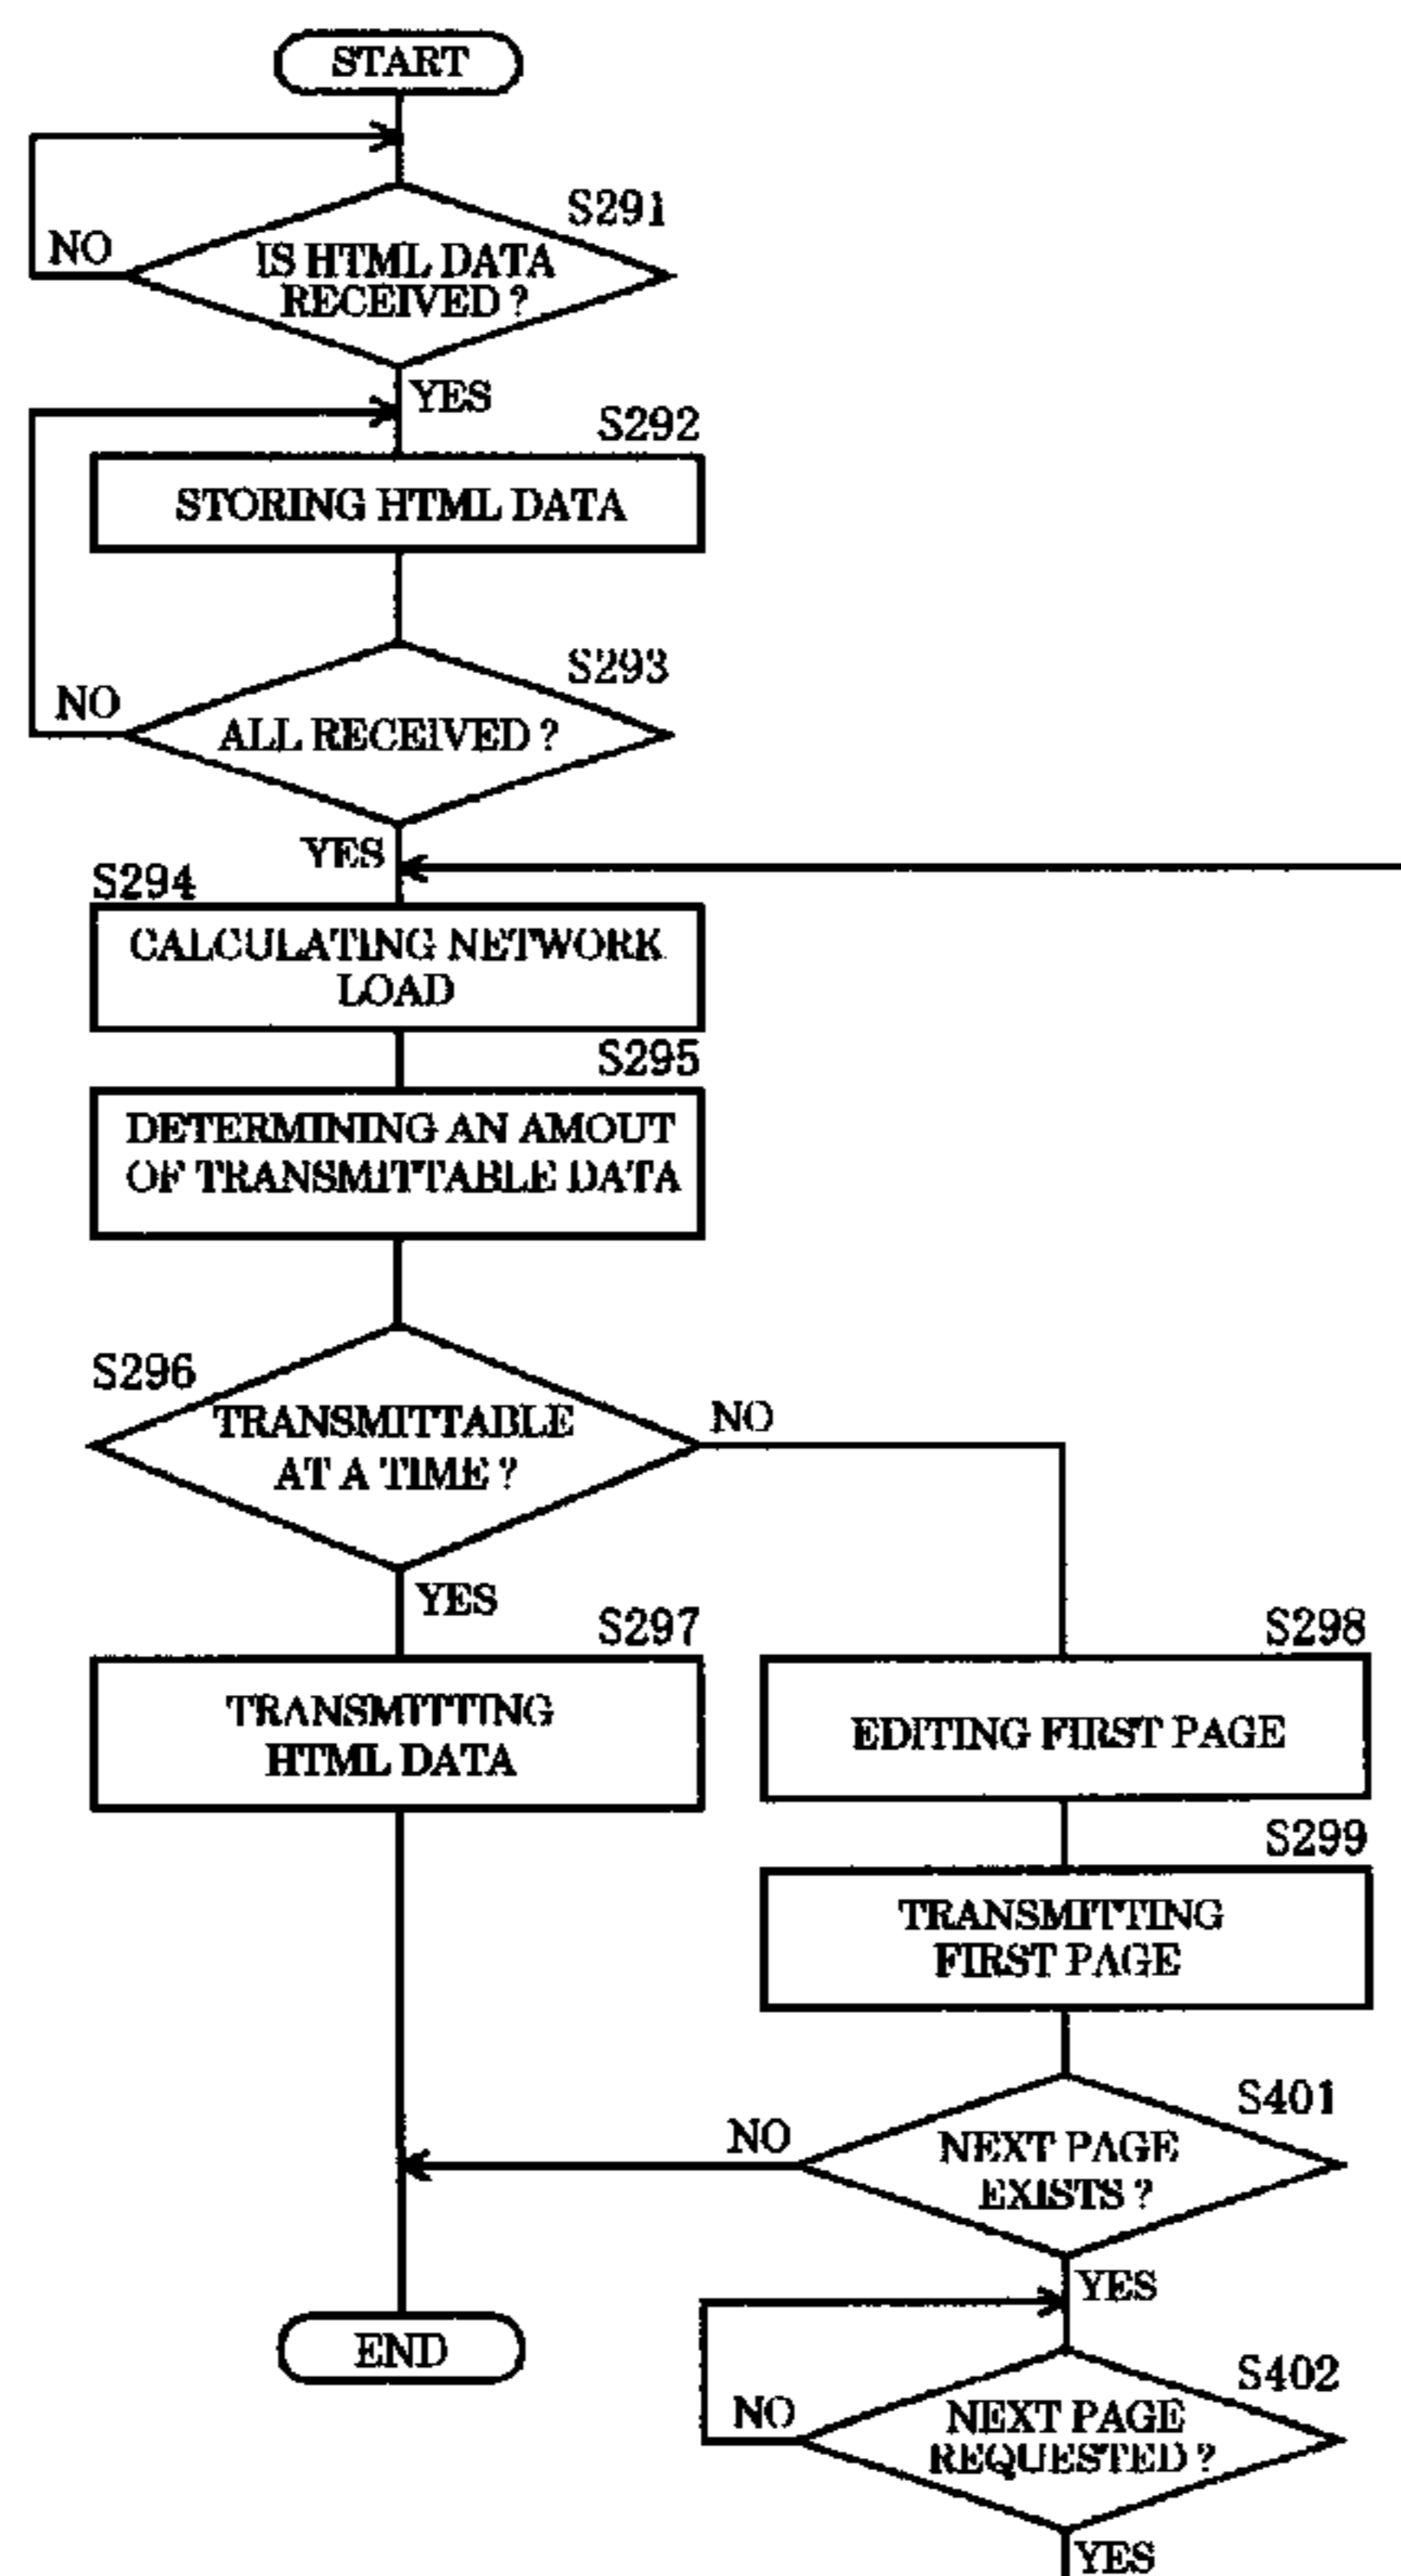 START
S291
NO
IS HTML DATA
RECEIVED ?
YES
S292
STORING HTML DATA
S293
NO
ALL RECEIVED ?
YES
S294
CALCULATING NETWORK
LOAD
S295
DETERMINING AN AMOUT
OF TRANSMITTABLE DATA
S296
TRANSMITTABLE
AT A TIME ?
NO
YES
S297
TRANSMITTING
HTML DATA
S298
EDITING FIRST PAGE
S299
TRANSMITTING
FIRST PAGE
S401
NO
NEXT PAGE
EXISTS ?
YES
END
S402
NO
NEXT PAGE
REQUESTED ?
YES